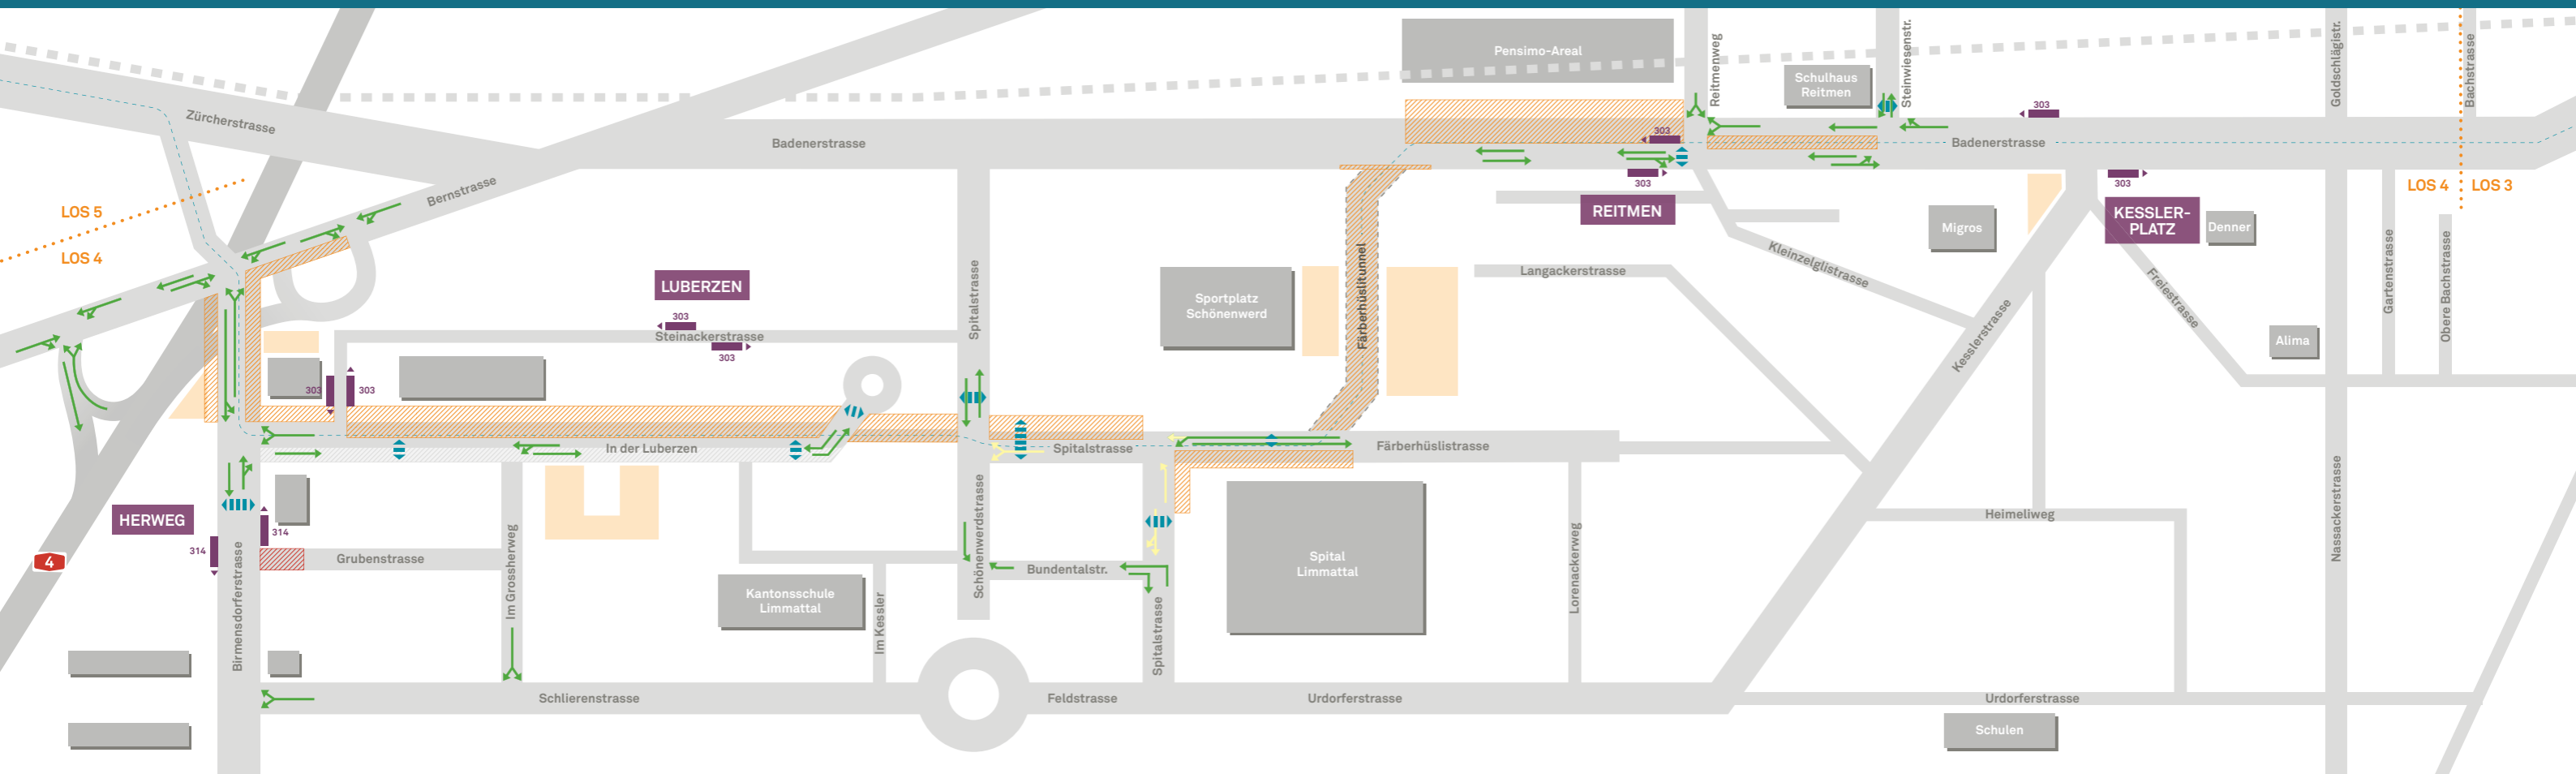 Pensimo-Areal
Reitmenweg
Schulhaus
Reitmen
Steinwiesenstr.
Goldschlägistr.
Bachstrasse
Zürcherstrasse
Badenerstrasse
303
303
Badenerstrasse
303
303
LOS 5
LOS 4
Bernstrasse
REITMEN
LOS 4
LOS 3
KESSLER-
PLATZ
Denner
Migros
Kleinzelglistrasse
Freiestrasse
Gartenstrasse
Obere Bachstrasse
LUBERZEN
303
Steinackerstrasse
303
Spitalstrasse
Sportplatz
Schönenwerd
Färberhüslitunnel
Langackerstrasse
Kesslerstrasse
Alima
303
303
In der Luberzen
Spitalstrasse
Färberhüslistrasse
HERWEG
314
314
4
Birmensdorferstrasse
Grubenstrasse
Im Grossherweg
Kantonsschule
Limmattal
Im Kessler
Schönenwerdstrasse
Bundentalstr.
Spitalstrasse
Spital
Limmattal
Lorenackerweg
Heimeliweg
Nassackerstrasse
Schlierenstrasse
Feldstrasse
Urdorferstrasse
Urdorferstrasse
Schulen